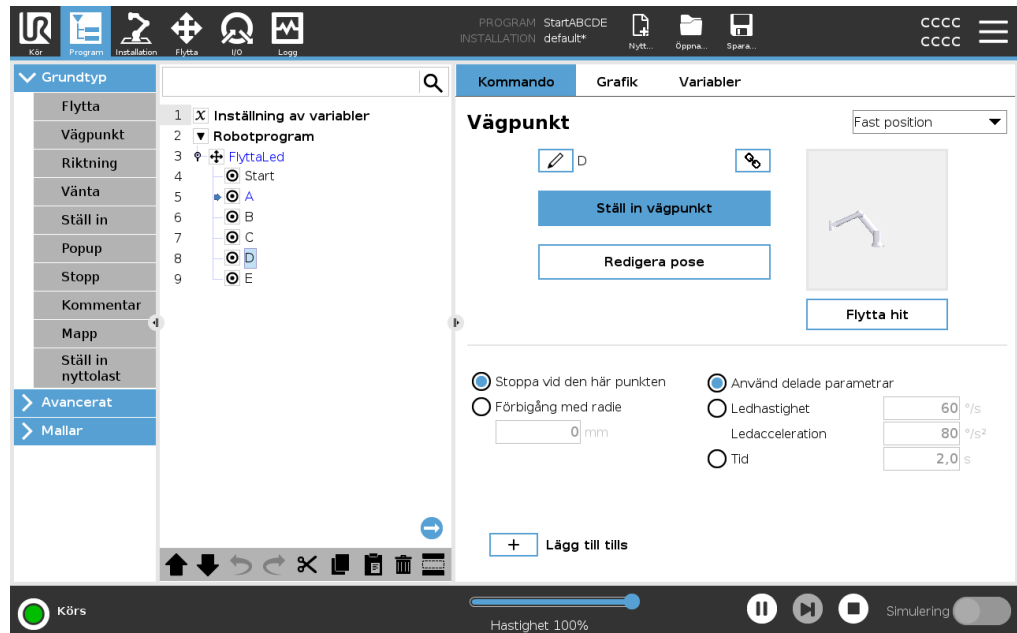 UR
PROGRAM StartABCDE
INSTALLATION default*
CCCC
CCCC
Kör Program Installation Flytta I/O Logg Nytt... Öppna... Spara...
Grundtyp
Flytta
Vägpunkt
Riktning
Vänta
Ställ in
Popup
Stopp
Kommentar
Mapp
Ställ in
nyttolast
Avancerat
Mallar
1 X Inställning av variabler
2 Robotprogram
3 FlyttaLed
4 Start
5 A
6 B
7 C
8 D
9 E
Kommando Grafik Variabler
Vägpunkt
Fast position
D
Ställ in vägpunkt
Redigera pose
Flytta hit
Stoppa vid den här punkten
Förbigång med radie
0 mm
Använd delade parametrar
Ledhastighet 60 °/s
Ledacceleration 80 °/s²
Tid 2,0 s
+ Lägg till tills
Körs
Hastighet 100%
Simulering